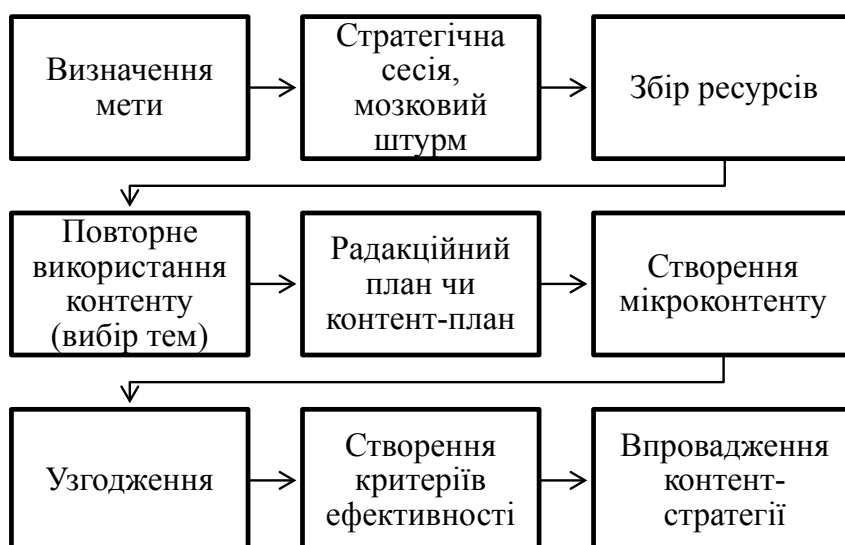 Визначення
мети
Стратегічна
сесія,
мозковий
штурм
Збір ресурсів
Повторне
використання
контенту
(вибір тем)
Радакційний
план чи
контент-план
Створення
мікроконтенту
Узгодження
Створення
критеріїв
ефективності
Впровадження
контент-
стратегії